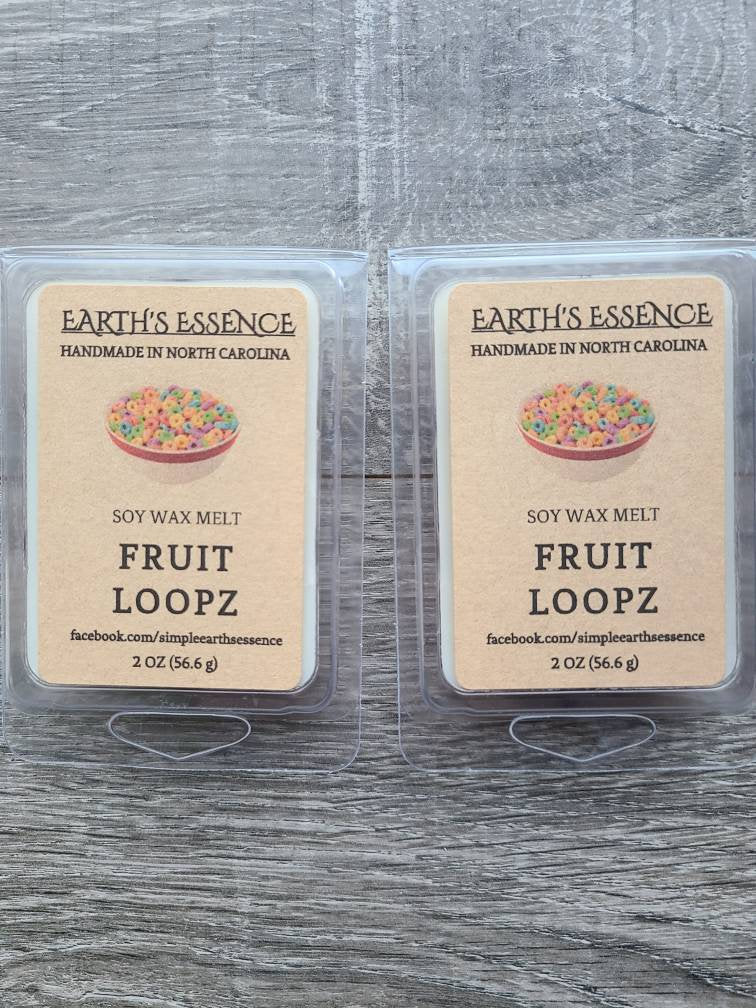 EARTH'S ESSENCE
HANDMADE IN NORTH CAROLINA
SOY WAX MELT
FRUIT
LOOPZ
facebook.com/simpleearthsessence
2 OZ (56.6 g)
EARTH'S ESSENCE
HANDMADE IN NORTH CAROLINA
SOY WAX MELT
FRUIT
LOOPZ
facebook.com/simpleearthsessence
2 OZ (56.6 g)